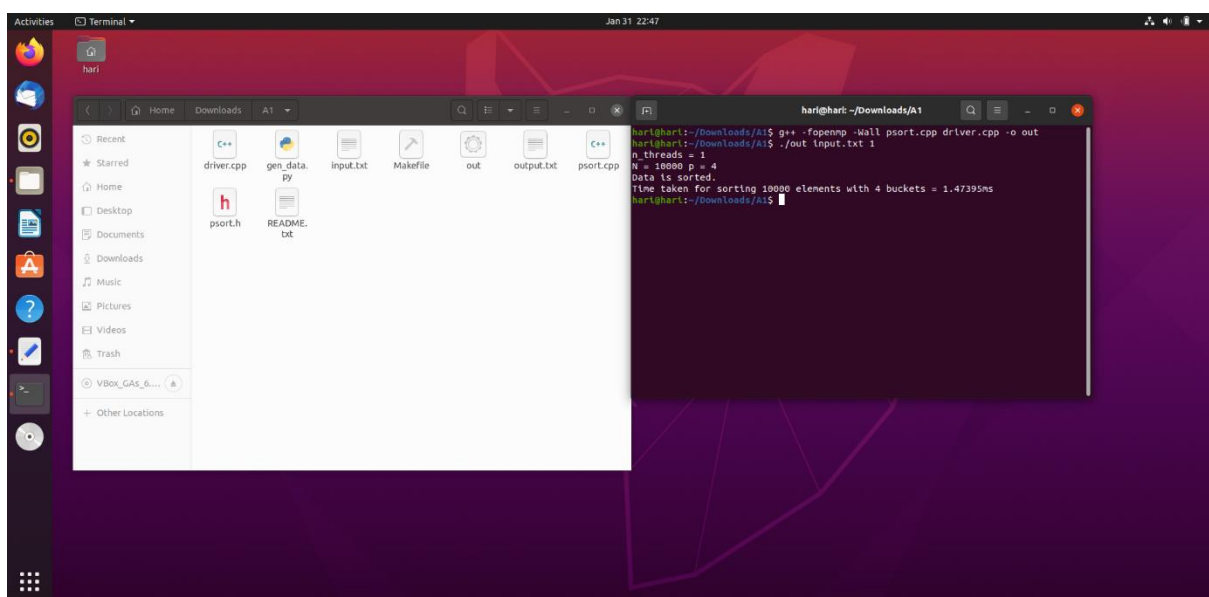 Activities Terminal Jan 31 22:47
hari
Home Downloads A1
Recent
Starred
Home
Desktop
Documents
Downloads
Music
Pictures
Videos
Trash
VBox_GAs_6....
+ Other Locations
driver.cpp
gen_data.
py
input.txt
Makefile
out
output.txt
psort.cpp
psort.h
README.
txt
hari@hari: ~/Downloads/A1
hari@hari:~/Downloads/A1$ g++ -fopenmp -Wall psort.cpp driver.cpp -o out
hari@hari:~/Downloads/A1$ ./out input.txt 1
n_threads = 1
N = 10000 p = 4
Data is sorted.
Time taken for sorting 10000 elements with 4 buckets = 1.47395ms
hari@hari:~/Downloads/A1$